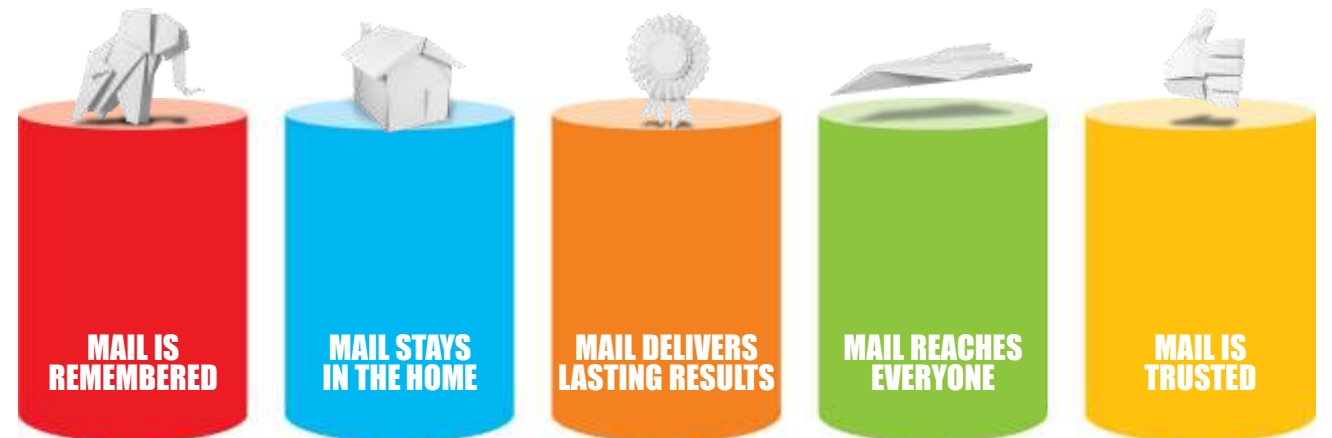 MAIL IS
REMEMBERED
MAIL STAYS
IN THE HOME
MAIL DELIVERS
LASTING RESULTS
MAIL REACHES
EVERYONE
MAIL IS
TRUSTED